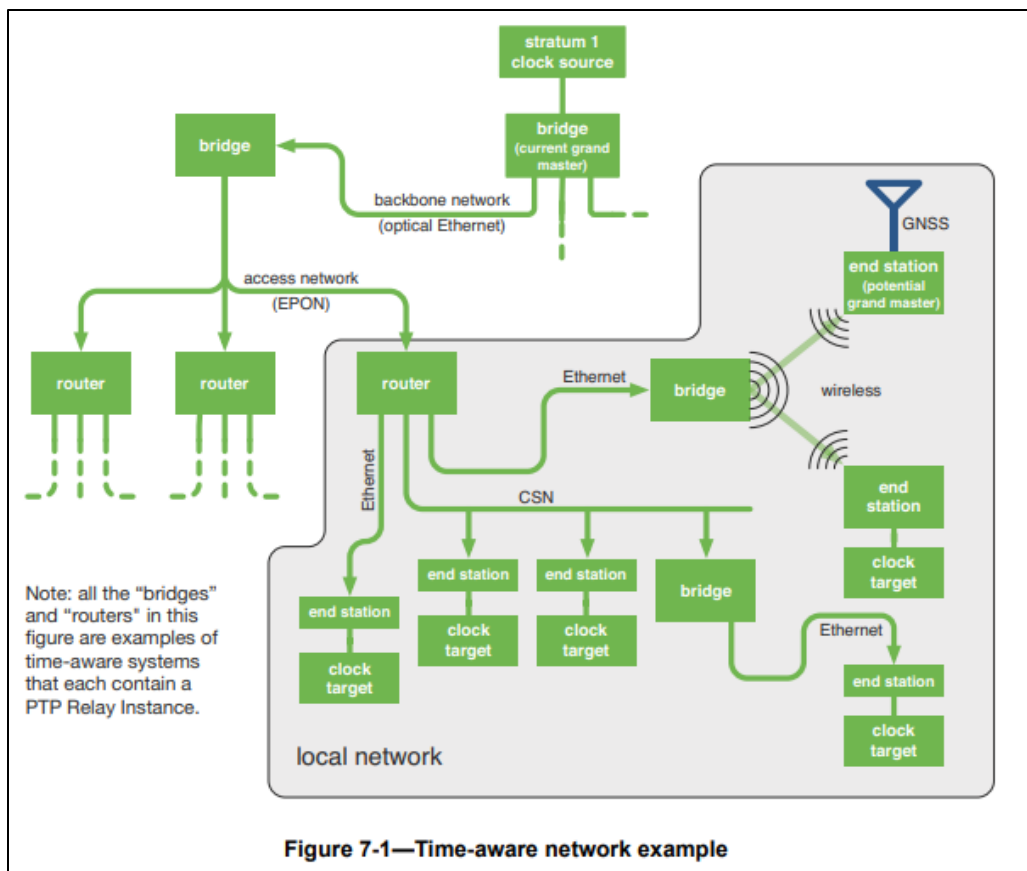 stratum 1
clock source
bridge
(current grand
master)
bridge
backbone network
(optical Ethernet)
GNSS
end station
(potential
grand master)
access network
(EPON)
router
router
router
Ethernet
bridge
wireless
Ethernet
CSN
end
station
clock
target
end station
clock
target
end station
clock
target
bridge
end station
clock
target
Ethernet
end station
clock
target
Note: all the “bridges”
and “routers" in this
figure are examples of
time-aware systems
that each contain a
PTP Relay Instance.
local network
Figure 7-1—Time-aware network example